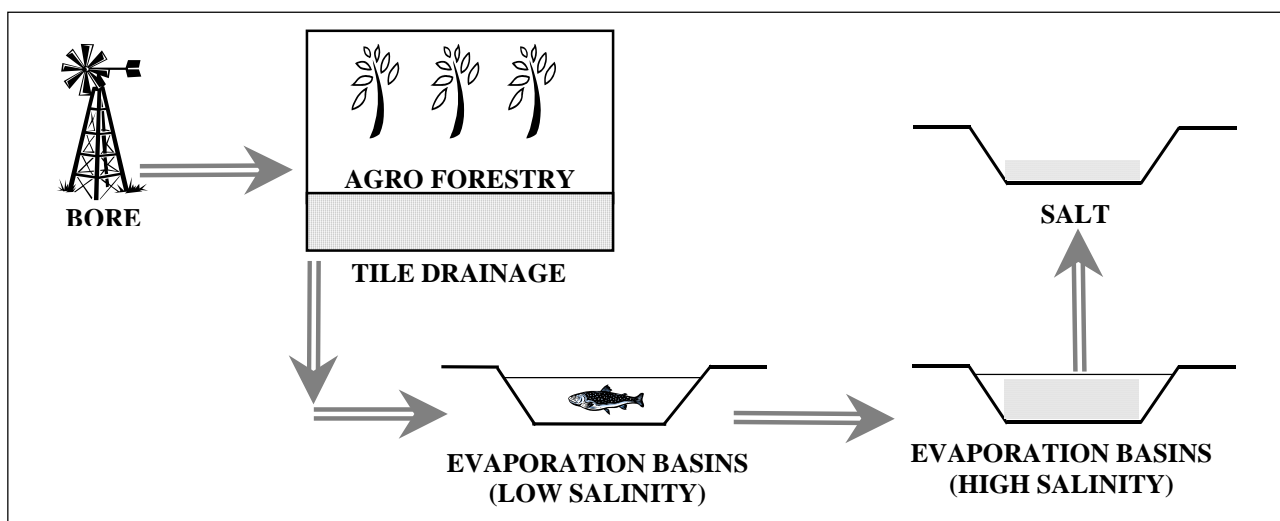 BORE
AGRO FORESTRY
TILE DRAINAGE
EVAPORATION BASINS
(LOW SALINITY)
EVAPORATION BASINS
(HIGH SALINITY)
SALT